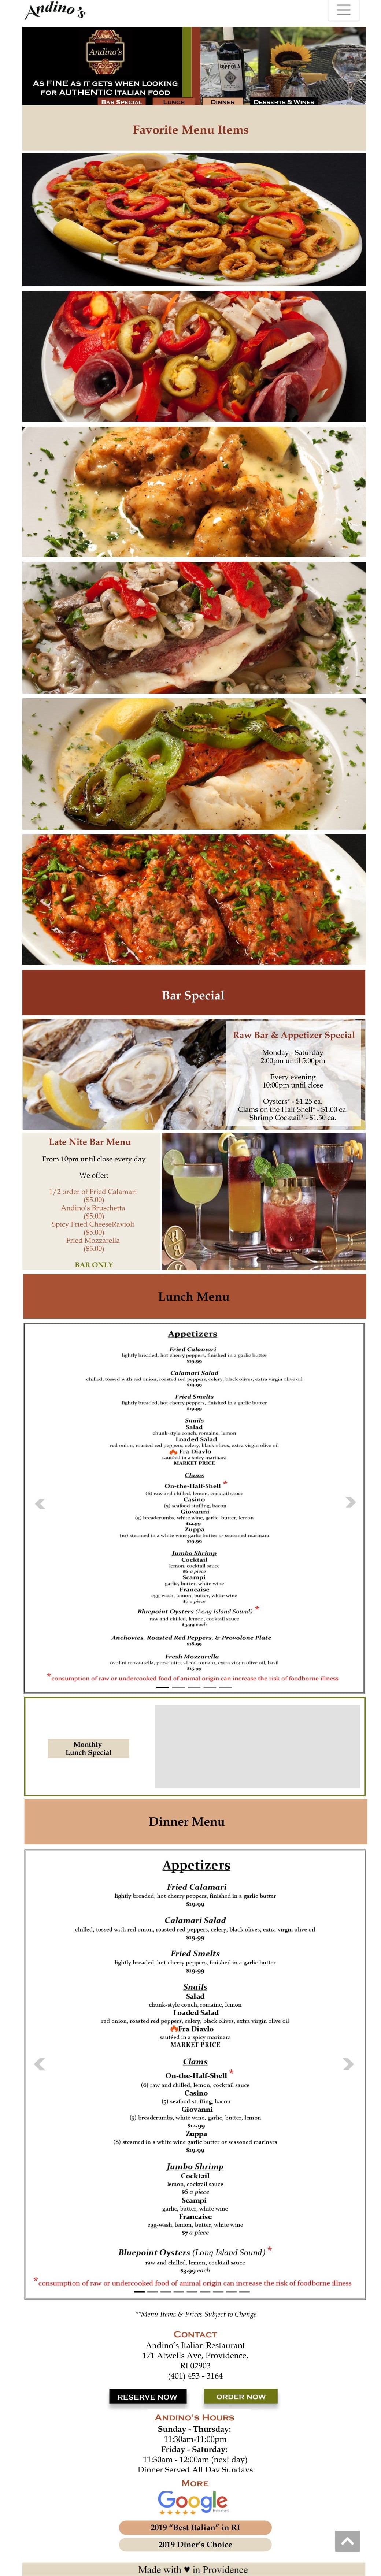 Andino's
Andino's
As FINE as it gets when looking
for AUTHENTIC Italian food
COPPOLA
Bar Special
Lunch
Dinner
Desserts & Wines
Favorite Menu Items
Bar Special
Raw Bar & Appetizer Special
Monday - Saturday
2:00pm until 5:00pm
Every evening
10:00pm until close
Oysters* - $1.25 ea.
Clams on the Half Shell* - $1.00 ea.
Shrimp Cocktail* - $1.50 ea.
Late Nite Bar Menu
From 10pm until close every day
We offer:
1/2 order of Fried Calamari
($5.00)
Andino's Bruschetta
($5.00)
Spicy Fried CheeseRavioli
($5.00)
Fried Mozzarella
($5.00)
BAR ONLY
Lunch Menu
Appetizers
Fried Calamari
lightly breaded, hot cherry peppers, finished in a garlic butter
$19.99
Calamari Salad
chilled, tossed with red onion, roasted red peppers, celery, black olives, extra virgin olive oil
$19.99
Fried Smelts
lightly breaded, hot cherry peppers, finished in a garlic butter
$19.99
Snails
Salad
chunk-style conch, romaine, lemon
Loaded Salad
red onion, roasted red peppers, celery, black olives, extra virgin olive oil
Fra Diavlo
sautéed in a spicy marinara
MARKET PRICE
Clams
On-the-Half-Shell *
(6) raw and chilled, lemon, cocktail sauce
Casino
(5) seafood stuffing, bacon
Giovanni
(5) breadcrumbs, white wine, garlic, butter, lemon
$12.99
Zuppa
(10) steamed in a white wine garlic butter or seasoned marinara
$19.99
Jumbo Shrimp
Cocktail
lemon, cocktail sauce
$6 a piece
Scampi
garlic, butter, white wine
Francaise
egg-wash, lemon, butter, white wine
$7 a piece
Bluepoint Oysters (Long Island Sound) *
raw and chilled, lemon, cocktail sauce
$3.99 each
Anchovies, Roasted Red Peppers, & Provolone Plate
$18.99
Fresh Mozzarella
ovolini mozzarella, prosciutto, sliced tomato, extra virgin olive oil, basil
$15.99
*consumption of raw or undercooked food of animal origin can increase the risk of foodborne illness
Monthly
Lunch Special
Dinner Menu
Appetizers
Fried Calamari
lightly breaded, hot cherry peppers, finished in a garlic butter
$19.99
Calamari Salad
chilled, tossed with red onion, roasted red peppers, celery, black olives, extra virgin olive oil
$19.99
Fried Smelts
lightly breaded, hot cherry peppers, finished in a garlic butter
$19.99
Snails
Salad
chunk-style conch, romaine, lemon
Loaded Salad
red onion, roasted red peppers, celery, black olives, extra virgin olive oil
Fra Diavlo
sautéed in a spicy marinara
MARKET PRICE
Clams
On-the-Half-Shell *
(6) raw and chilled, lemon, cocktail sauce
Casino
(5) seafood stuffing, bacon
Giovanni
(5) breadcrumbs, white wine, garlic, butter, lemon
$12.99
Zuppa
(8) steamed in a white wine garlic butter or seasoned marinara
$19.99
Jumbo Shrimp
Cocktail
lemon, cocktail sauce
$6 a piece
Scampi
garlic, butter, white wine
Francaise
egg-wash, lemon, butter, white wine
$7 a piece
Bluepoint Oysters (Long Island Sound) *
raw and chilled, lemon, cocktail sauce
$3.99 each
*consumption of raw or undercooked food of animal origin can increase the risk of foodborne illness
**Menu Items & Prices Subject to Change
Contact
Andino's Italian Restaurant
171 Atwells Ave, Providence,
RI 02903
(401) 453 - 3164
RESERVE NOW
ORDER NOW
Andino's Hours
Sunday - Thursday:
11:30am-11:00pm
Friday - Saturday:
11:30am - 12:00am (next day)
Dinner Served All Day Sundays
More
Google
2019 "Best Italian" in RI
2019 Diner's Choice
Made with ♥ in Providence